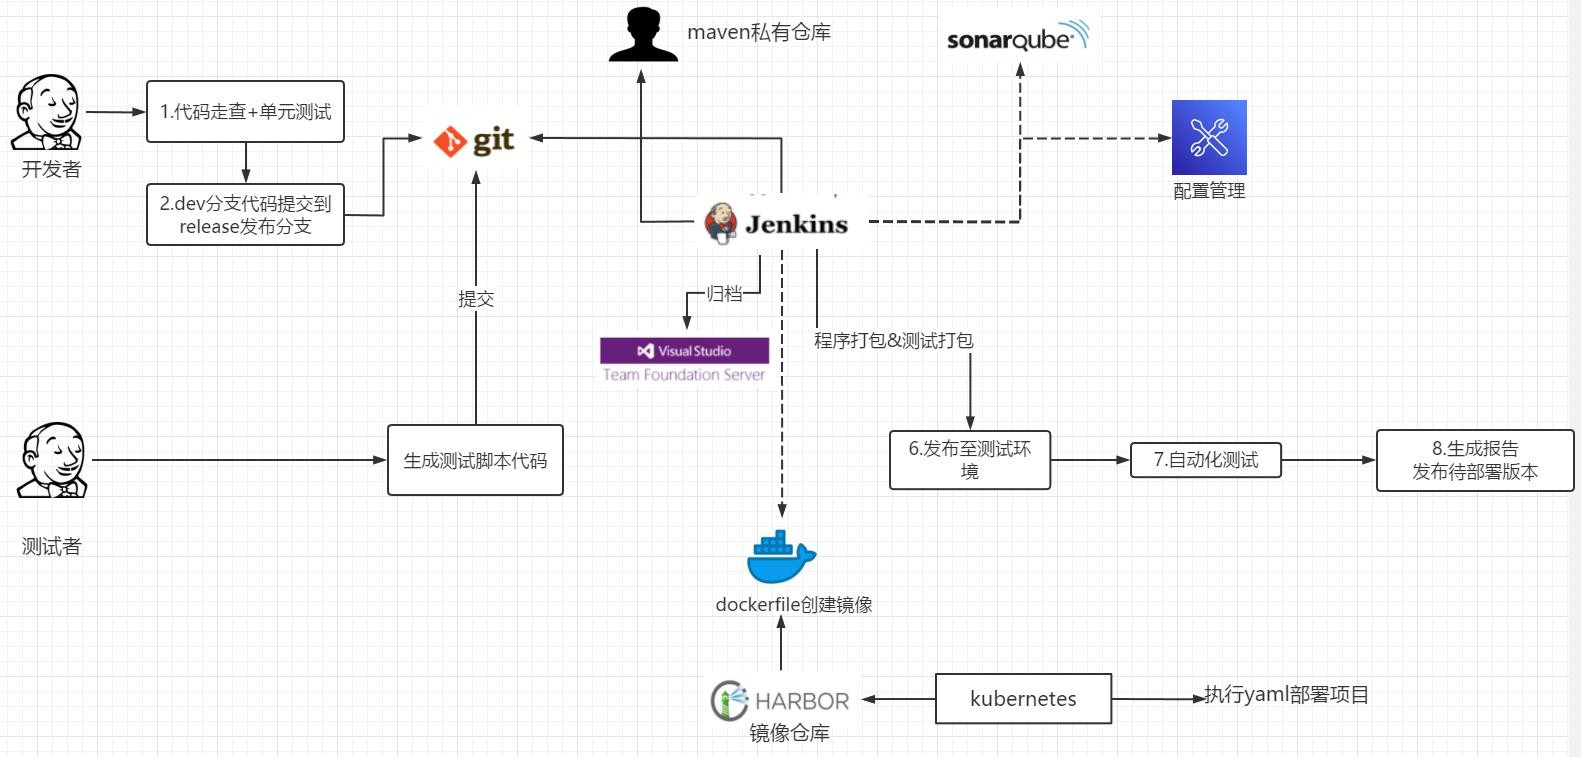 maven私有仓库
sonarqube
1.代码走查+单元测试
git
开发者
配置管理
2.dev分支代码提交到
release发布分支
Jenkins
提交
归档
程序打包&测试打包
Visual Studio
Team Foundation Server
生成测试脚本代码
6.发布至测试环
境
7.自动化测试
8.生成报告
发布待部署版本
测试者
dockerfile创建镜像
HARBOR
镜像仓库
kubernetes
执行yaml部署项目